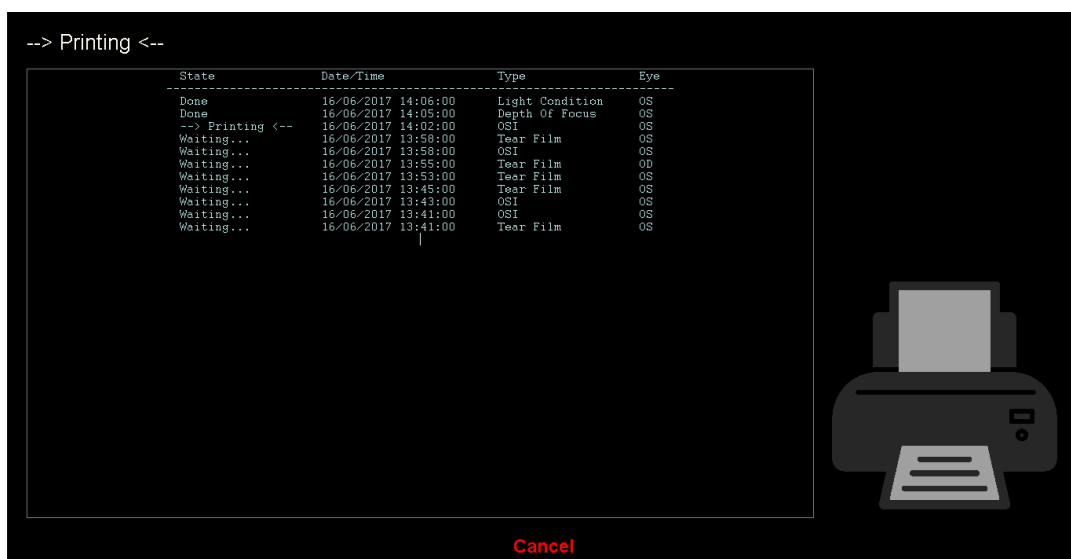 --> Printing <--
State Date/Time Type Eye
--------------------------------------------------------------------------------
Done 16/06/2017 14:06:00 Light Condition OS
Done 16/06/2017 14:05:00 Depth Of Focus OS
--> Printing <-- 16/06/2017 14:02:00 OSI OS
Waiting... 16/06/2017 13:58:00 Tear Film OS
Waiting... 16/06/2017 13:58:00 OSI OS
Waiting... 16/06/2017 13:55:00 Tear Film OD
Waiting... 16/06/2017 13:53:00 Tear Film OS
Waiting... 16/06/2017 13:45:00 Tear Film OS
Waiting... 16/06/2017 13:43:00 OSI OS
Waiting... 16/06/2017 13:41:00 OSI OS
Waiting... 16/06/2017 13:41:00 Tear Film OS
Cancel